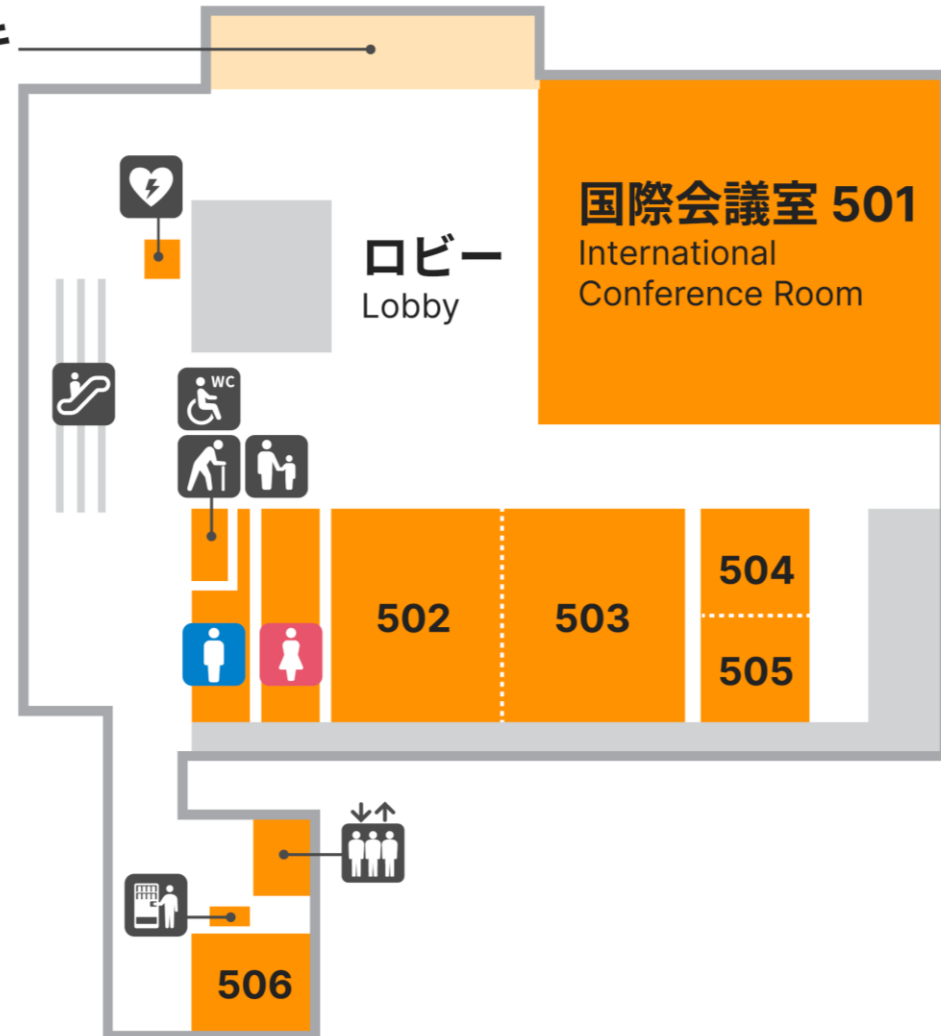 国際会議室 501
International
Conference Room
ロビー
Lobby
WC
502
503
504
505
506